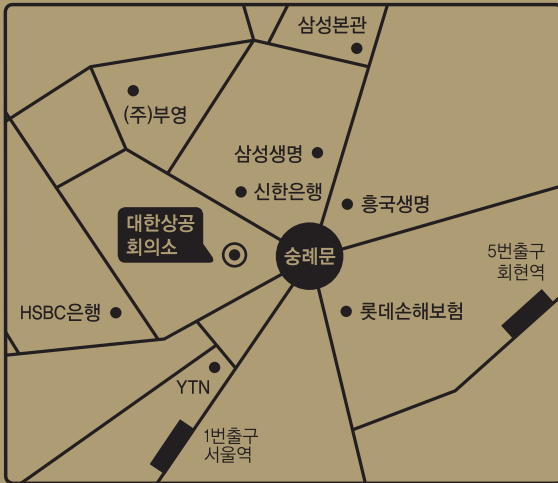 삼성본관
(주)부영
삼성생명
신한은행
흥국생명
대한상공
회의소
숭례문
5번출구
회현역
HSBC은행
롯데손해보험
YTN
1번출구
서울역